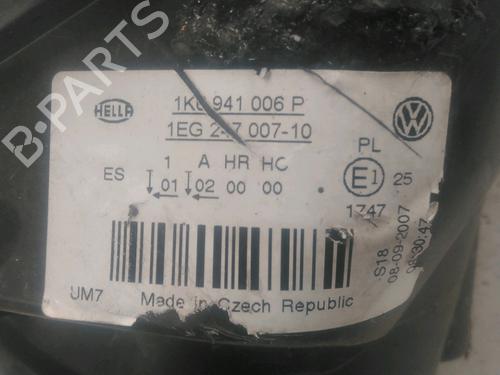 HELLA
1K6 941 006 P
1EG 247 007-10
PL
ES 1 A HR HC
01 02 00 00
E1 25
1747
S18
08-09-2007
UM7 Made in Czech Republic
B-PARTS